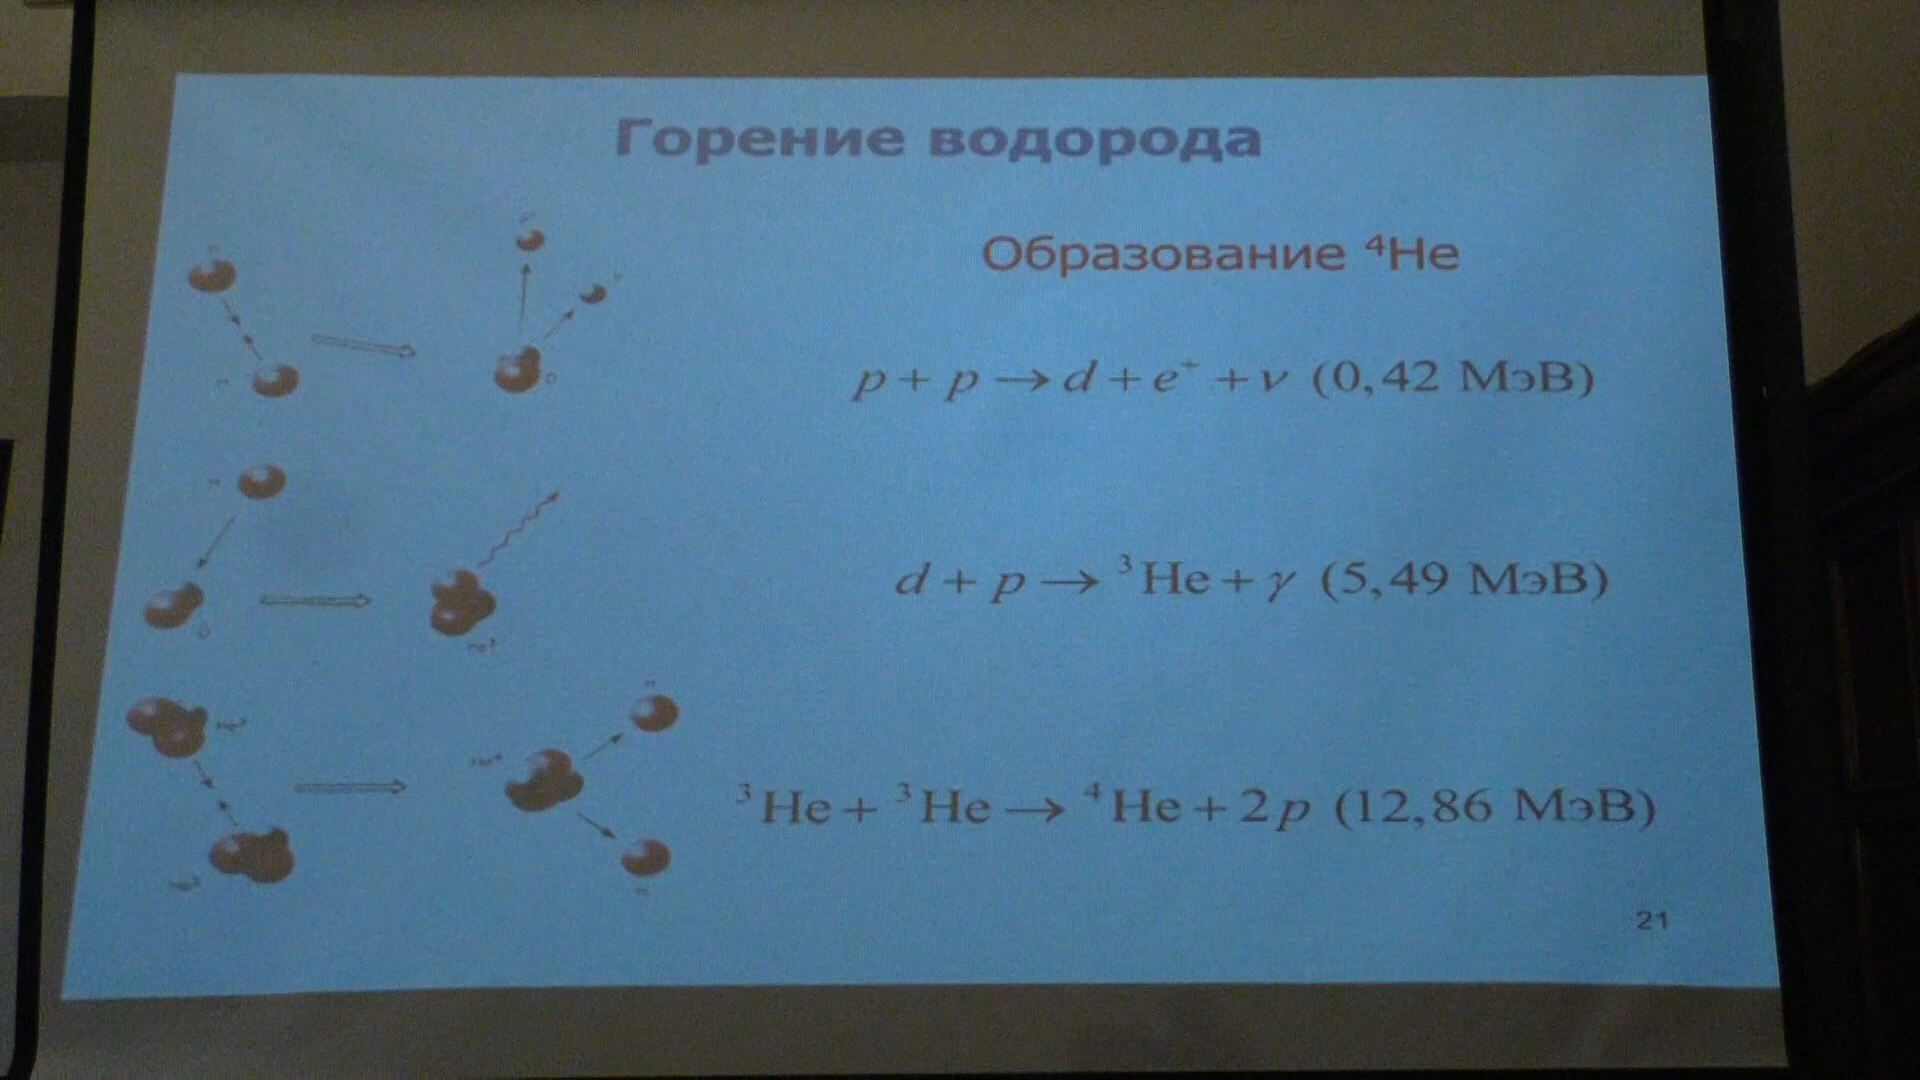 Горение водорода
Образование ⁴He
p + p → d + e⁺ + ν (0,42 МэВ)
d + p → ³He + γ (5,49 МэВ)
³He + ³He → ⁴He + 2p (12,86 МэВ)
21